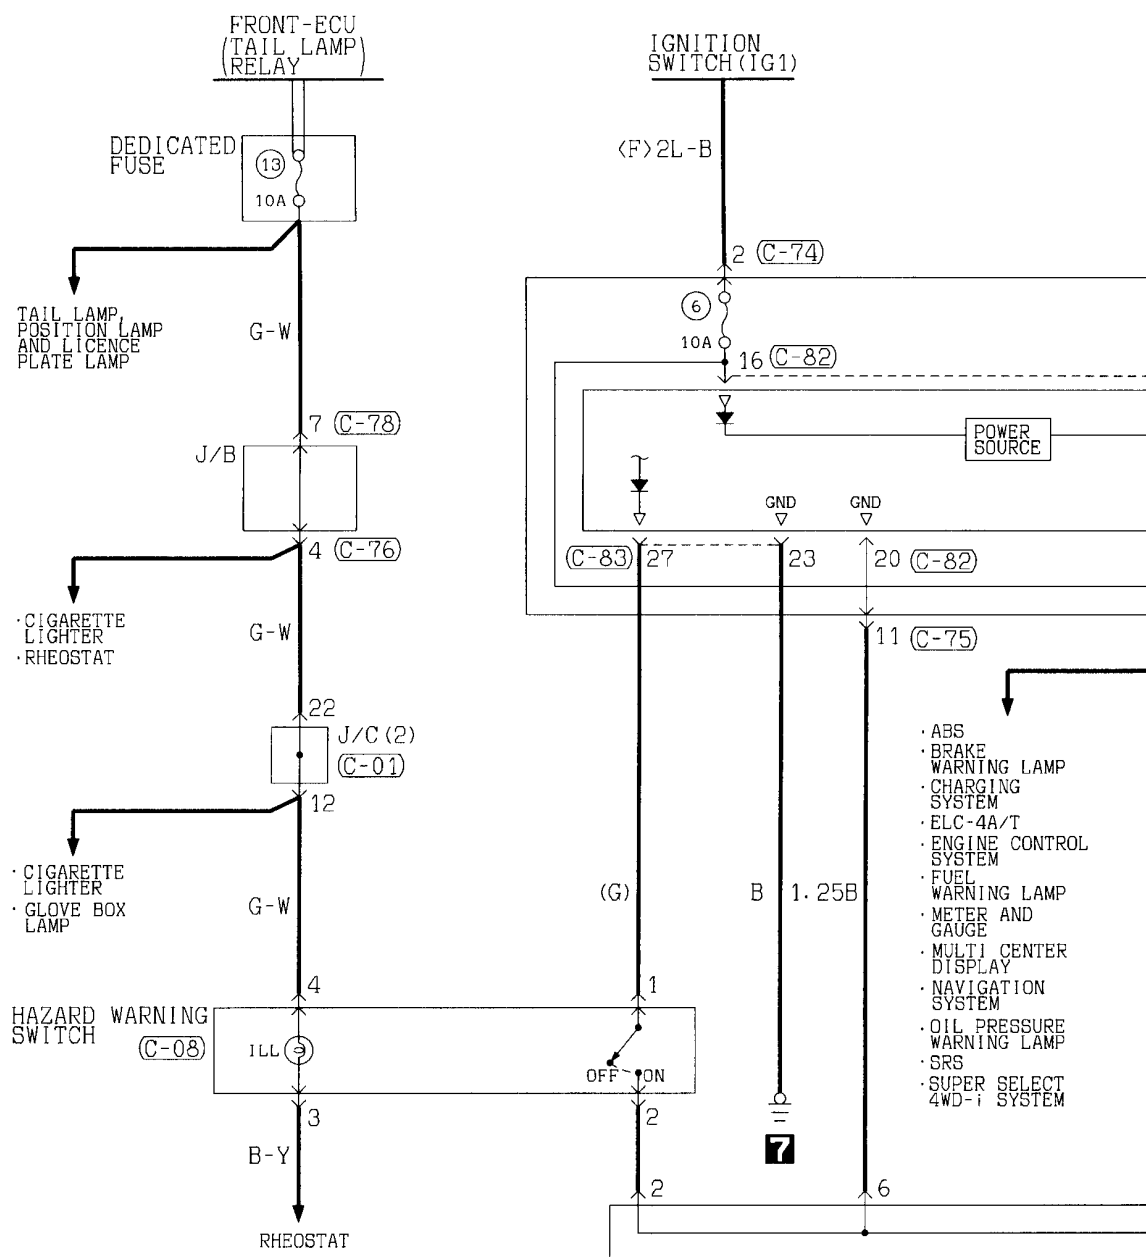 FRONT-ECU
(TAIL LAMP)
RELAY
IGNITION
SWITCH(IG1)
DEDICATED
FUSE
13
10A
<F>2L-B
2 (C-74)
6
10A
16 (C-82)
TAIL LAMP,
POSITION LAMP
AND LICENCE
PLATE LAMP
G-W
7 (C-78)
J/B
POWER
SOURCE
GND
GND
4 (C-76)
(C-83) 27
23
20 (C-82)
·CIGARETTE
LIGHTER
·RHEOSTAT
G-W
11 (C-75)
22
J/C(2)
(C-01)
12
·CIGARETTE
LIGHTER
·GLOVE BOX
LAMP
G-W
(G)
B
1.25B
·ABS
·BRAKE
WARNING LAMP
·CHARGING
SYSTEM
·ELC-4A/T
·ENGINE CONTROL
SYSTEM
·FUEL
WARNING LAMP
·METER AND
GAUGE
·MULTI CENTER
DISPLAY
·NAVIGATION
SYSTEM
·OIL PRESSURE
WARNING LAMP
·SRS
·SUPER SELECT
4WD-i SYSTEM
4
1
HAZARD WARNING
SWITCH
(C-08)
ILL
OFF
ON
3
2
B-Y
7
2
6
RHEOSTAT